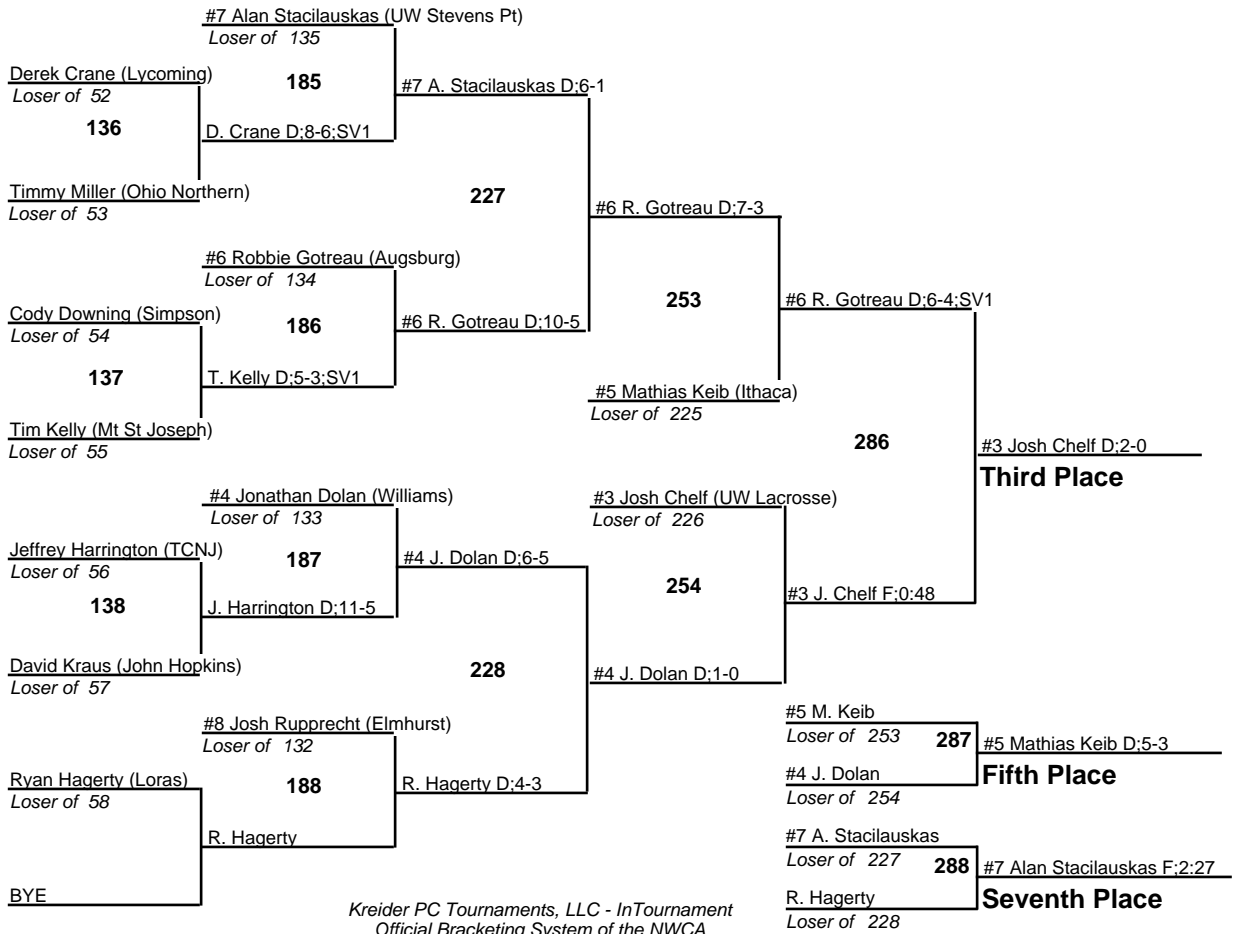 #7 Alan Stacilauskas (UW Stevens Pt)
Loser of 135
Derek Crane (Lycoming)
Loser of 52
185
#7 A. Stacilauskas D;6-1
136
D. Crane D;8-6;SV1
Timmy Miller (Ohio Northern)
Loser of 53
227
#6 R. Gotreau D;7-3
#6 Robbie Gotreau (Augsburg)
Loser of 134
253
#6 R. Gotreau D;6-4;SV1
Cody Downing (Simpson)
Loser of 54
186
#6 R. Gotreau D;10-5
137
T. Kelly D;5-3;SV1
#5 Mathias Keib (Ithaca)
Loser of 225
Tim Kelly (Mt St Joseph)
Loser of 55
286
#3 Josh Chelf D;2-0
Third Place
#4 Jonathan Dolan (Williams)
Loser of 133
#3 Josh Chelf (UW Lacrosse)
Loser of 226
Jeffrey Harrington (TCNJ)
Loser of 56
187
#4 J. Dolan D;6-5
254
#3 J. Chelf F;0:48
138
J. Harrington D;11-5
David Kraus (John Hopkins)
Loser of 57
228
#4 J. Dolan D;1-0
#8 Josh Rupprecht (Elmhurst)
Loser of 132
#5 M. Keib
Loser of 253
287
#5 Mathias Keib D;5-3
Fifth Place
Ryan Hagerty (Loras)
Loser of 58
188
R. Hagerty D;4-3
#4 J. Dolan
Loser of 254
R. Hagerty
#7 A. Stacilauskas
Loser of 227
288
#7 Alan Stacilauskas F;2:27
Seventh Place
BYE
R. Hagerty
Loser of 228
Kreider PC Tournaments, LLC - InTournament
Official Bracketing System of the NWCA